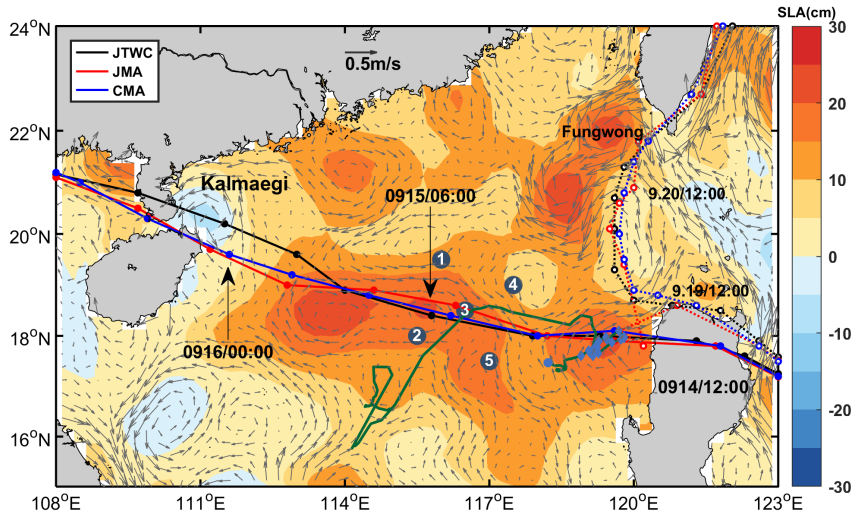 SLA(cm)
24°N
22°N
20°N
18°N
16°N
JTWC
JMA
CMA
0.5m/s
Fungwong
Kalmaegi
0915/06:00
9.20/12:00
1
4
9.19/12:00
3
2
0916/00:00
5
0914/12:00
108°E
111°E
114°E
117°E
120°E
123°E
30
20
10
0
-10
-20
-30